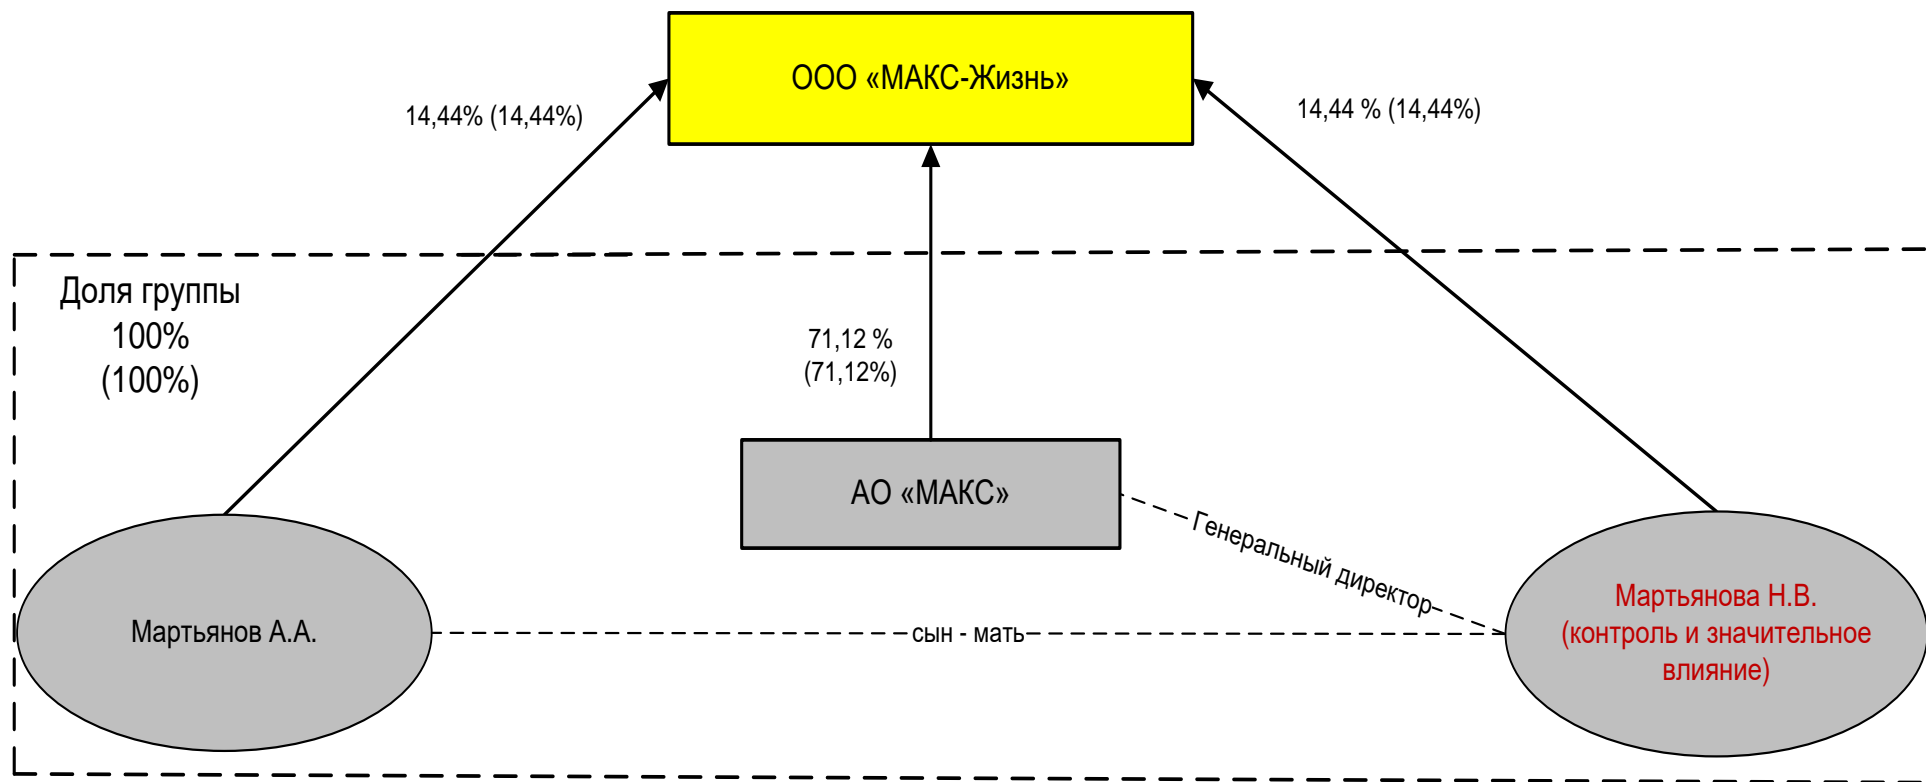 ООО «МАКС-Жизнь»
14,44% (14,44%)
14,44 % (14,44%)
Доля группы
100%
(100%)
71,12 %
(71,12%)
АО «МАКС»
Генеральный директор
Мартьянов А.А.
сын - мать
Мартьянова Н.В.
(контроль и значительное
влияние)